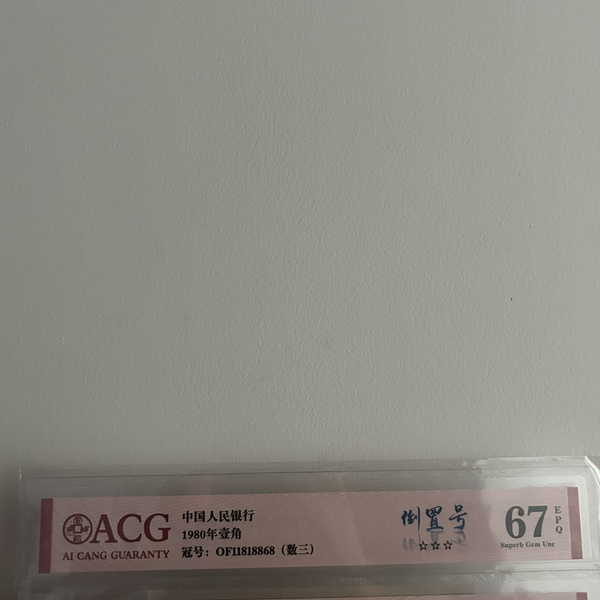 ACG
AI CANG GUARANTY
中国人民银行
1980年壹角
冠号：OF11818868（数三）
倒置号
☆☆☆
67
EPQ
Superb Gem Unc